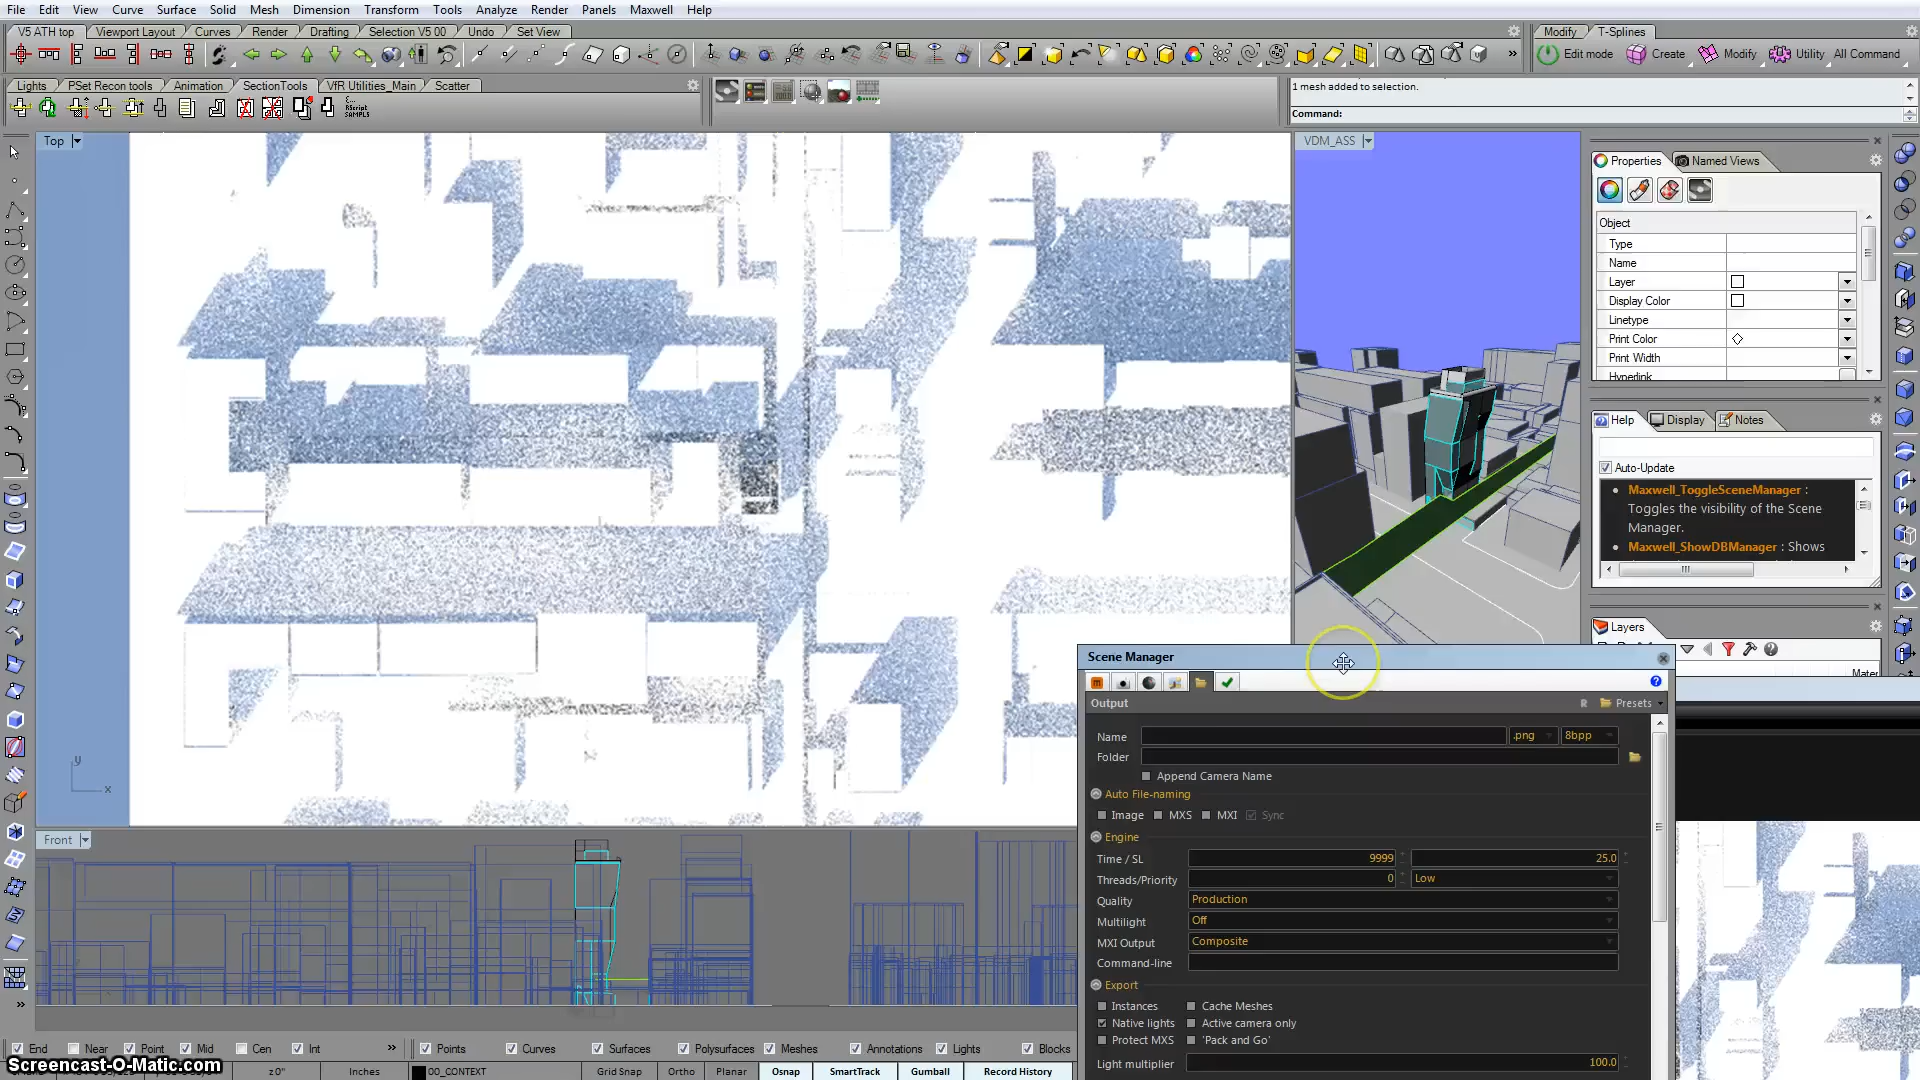 File Edit View Curve Surface Solid Mesh Dimension Transform Tools Analyze Render Panels Maxwell Help
V5 ATH top Viewport Layout Curves Render Drafting Selection V5 00 Undo Set View
Modify T-Splines
Edit mode Create Modify Utility All Command
Lights PSet Recon tools Animation SectionTools VfR Utilities_Main Scatter
RScript
SAMPLES
1 mesh added to selection.
Command:
Top
VDM_ASS
Properties Named Views
Object
Type
Name
Layer
Display Color
Linetype
Print Color
Print Width
Hyperlink
Help Display Notes
Auto-Update
Maxwell_ToggleSceneManager :
Toggles the visibility of the Scene
Manager.
Maxwell_ShowDBManager : Shows
Layers
Mater
y
x
Front
Scene Manager
Output
R Presets
Name .png 8bpp
Folder
Append Camera Name
Auto File-naming
Image MXS MXI Sync
Engine
Time / SL 9999 25.0
Threads/Priority 0 Low
Quality Production
Multilight Off
MXI Output Composite
Command-line
Export
Instances Cache Meshes
Native lights Active camera only
Protect MXS 'Pack and Go'
Light multiplier 100.0
End Near Point Mid Cen Int Points Curves Surfaces Polysurfaces Meshes Annotations Lights Blocks
Screencast-O-Matic.com
z 0" Inches 00_CONTEXT Grid Snap Ortho Planar Osnap SmartTrack Gumball Record History